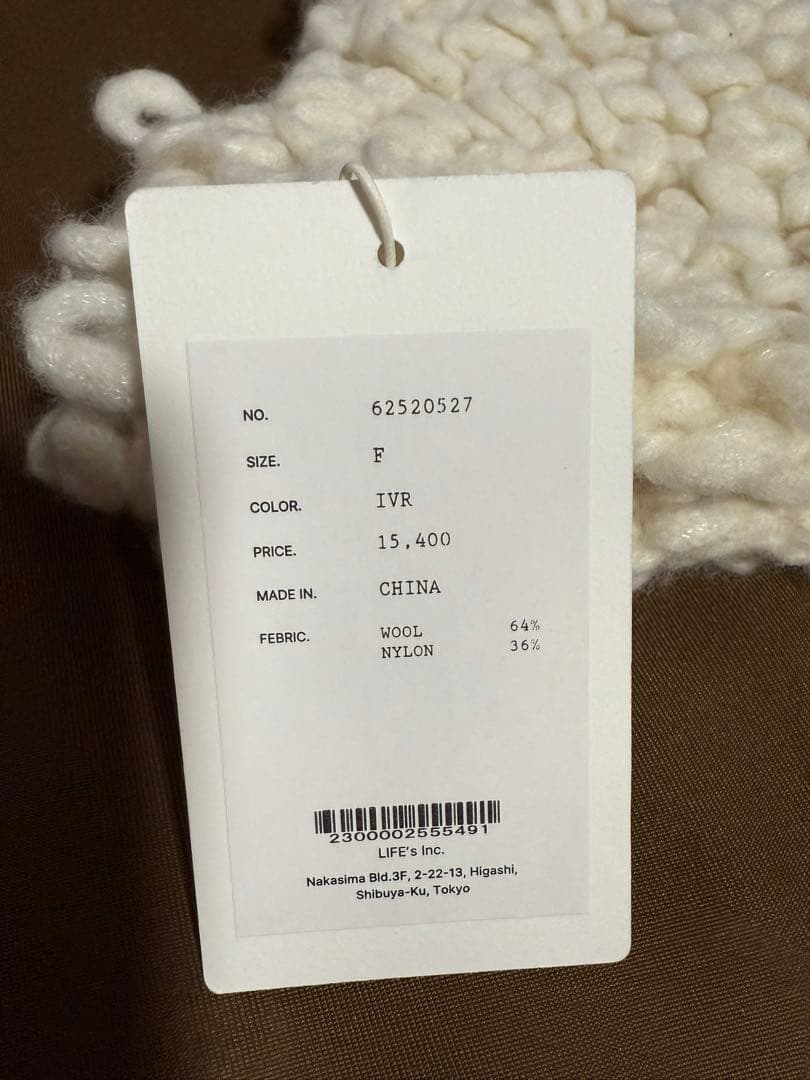 NO. 62520527
SIZE. F
COLOR. IVR
PRICE. 15,400
MADE IN. CHINA
FEBRIC. WOOL 64%
NYLON 36%
2300002555491
LIFE's Inc.
Nakasima Bld.3F, 2-22-13, Higashi,
Shibuya-Ku, Tokyo